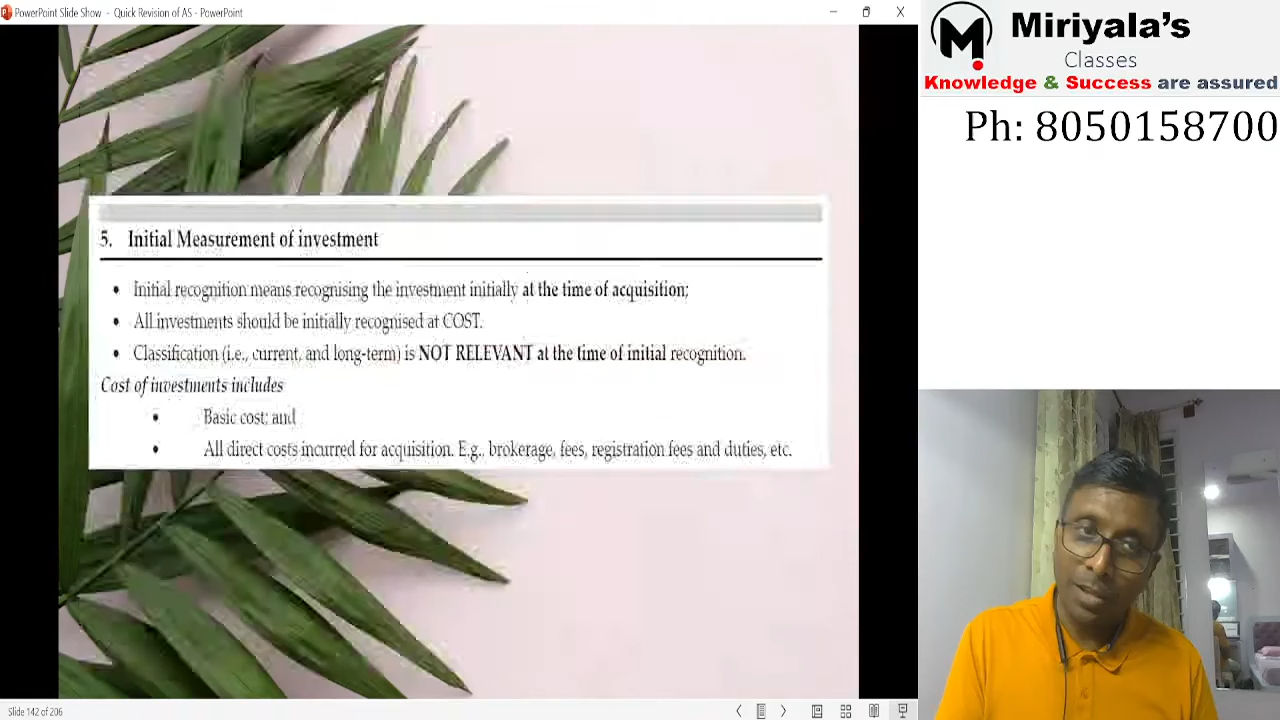 PowerPoint Slide Show - Quick Revision of AS - PowerPoint
M
Miriyala's
Classes
Knowledge & Success are assured
Ph: 8050158700
5. Initial Measurement of investment
• Initial recognition means recognising the investment initially at the time of acquisition;
• All investments should be initially recognised at COST.
• Classification (i.e., current, and long-term) is NOT RELEVANT at the time of initial recognition.
Cost of investments includes
• Basic cost; and
• All direct costs incurred for acquisition. E.g., brokerage, fees, registration fees and duties, etc.
Slide 142 of 206